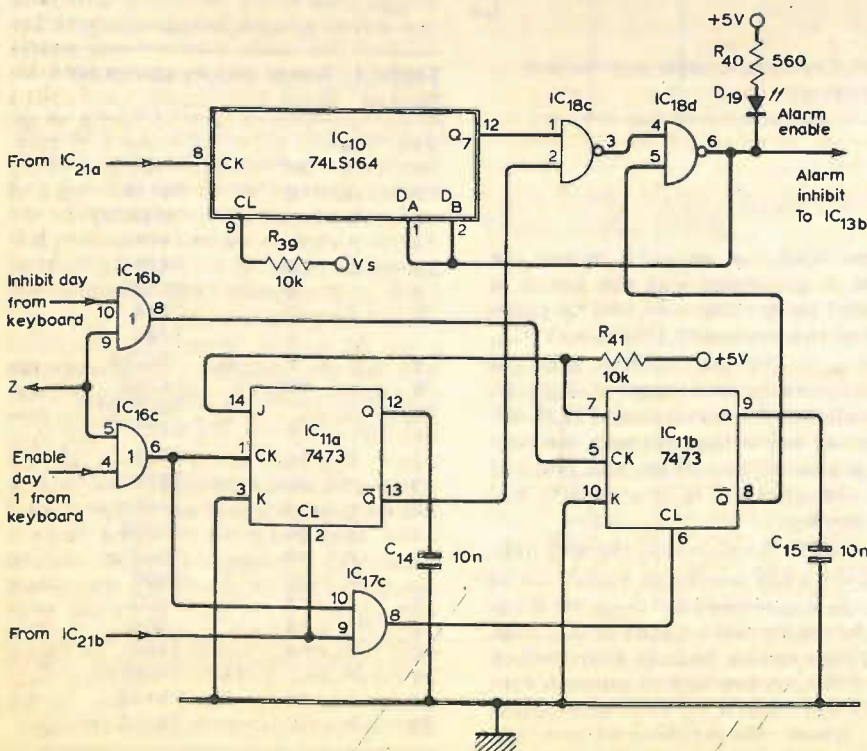 +5V
R40 560
D19
Alarm
enable
IC18c
IC18d
IC10
74LS164
Q7
12
1
2
3
4
5
6
From IC21a
8
CK
CL
9
DA
DB
1
2
R39
10k
Vs
Alarm
inhibit
To IC13b
Inhibit day
from
keyboard
IC16b
10
9
1
8
Z
IC16c
5
4
1
6
Enable
day
1 from
keyboard
R41
10k
+5V
14
J
Q
12
IC11a
7473
1
CK
3
K
Q
13
CL
2
7
J
Q
9
IC11b
7473
5
CK
10
K
Q
8
CL
6
C14
10n
C15
10n
IC17c
10
9
8
From IC21b